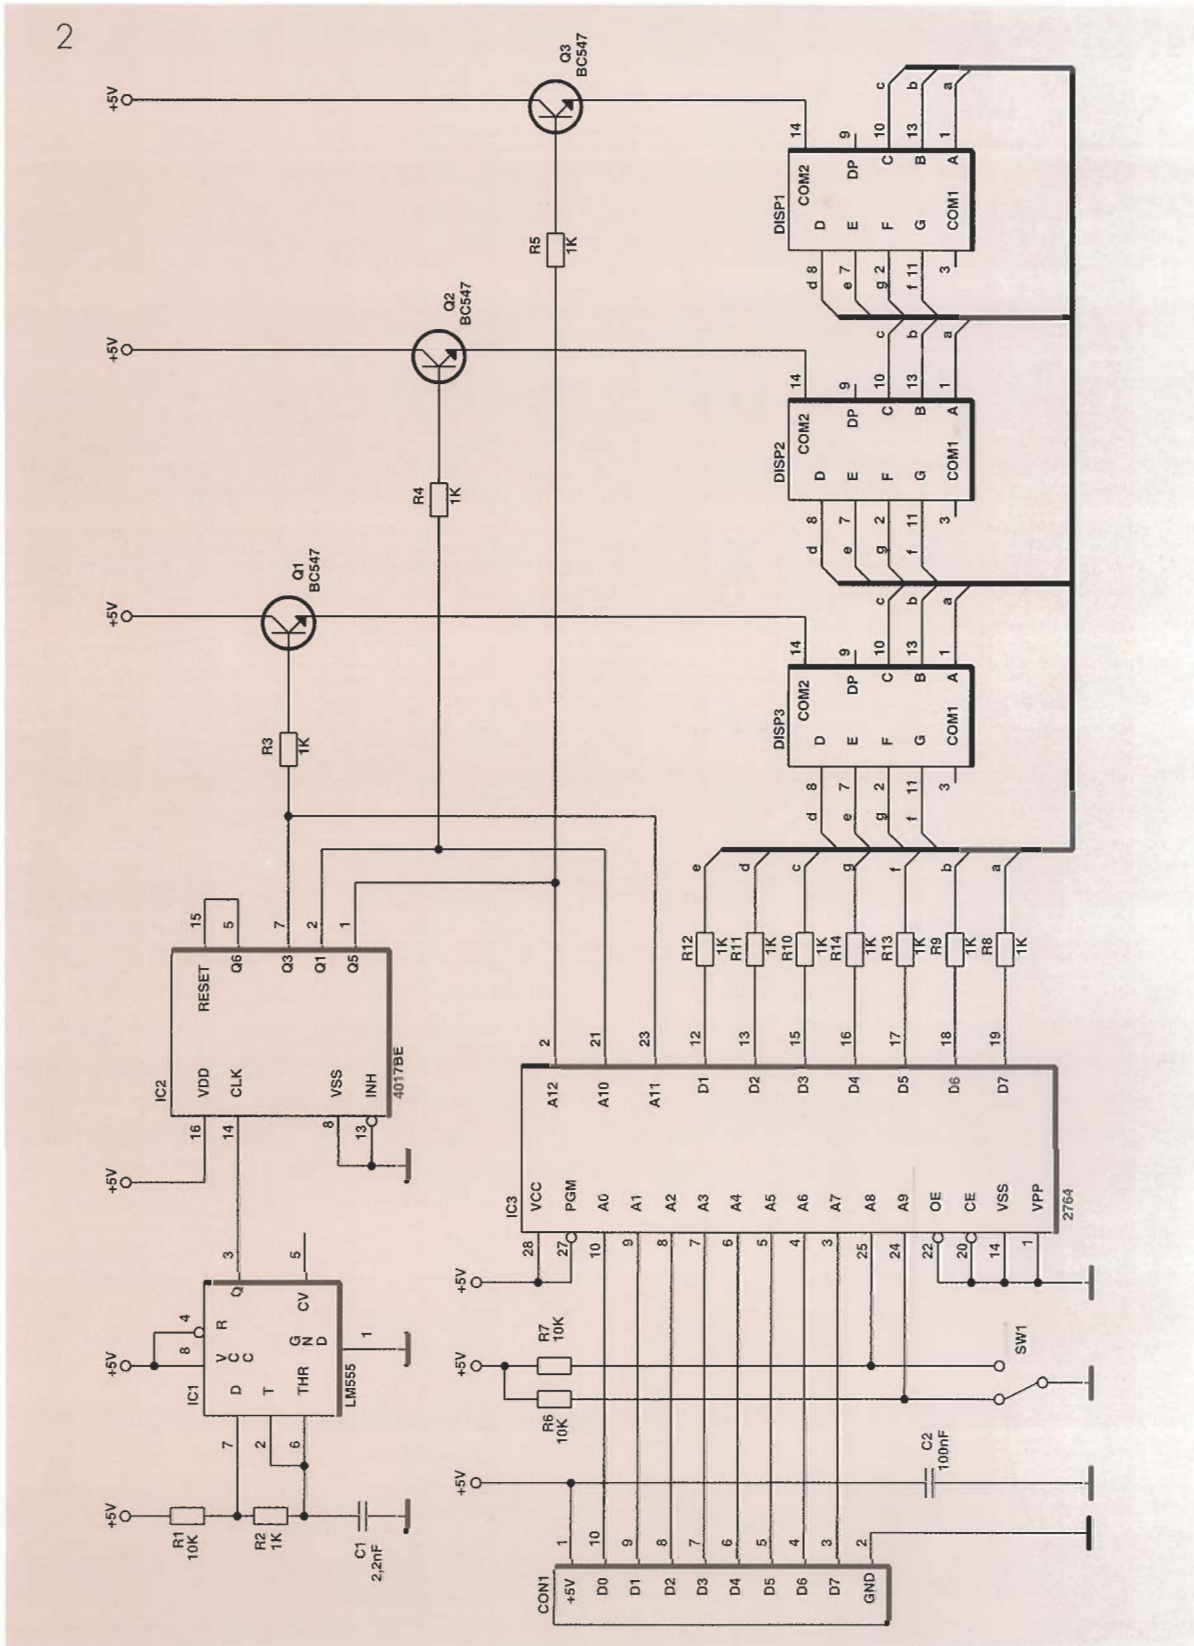 2
+5V
+5V
+5V
Q3
BC547
Q2
BC547
Q1
BC547
R5
1K
R4
1K
R3
1K
DISP1
COM2
14
DP
9
C
10
c
B
13
b
A
1
a
D
8
d
E
7
e
F
2
g
G
11
f
COM1
3
DISP2
COM2
14
DP
9
C
10
c
B
13
b
A
1
a
D
8
d
E
7
e
F
2
g
G
11
f
COM1
3
DISP3
COM2
14
DP
9
C
10
c
B
13
b
A
1
a
D
8
d
E
7
e
F
2
g
G
11
f
COM1
3
IC2
4017BE
VDD
16
+5V
CLK
14
VSS
8
INH
13
RESET
15
Q6
5
Q3
7
Q1
2
Q5
1
e
d
c
g
f
b
a
R12
1K
R11
1K
R10
1K
R14
1K
R13
1K
R9
1K
R8
1K
IC3
2764
A12
2
A10
21
A11
23
D1
12
D2
13
D3
15
D4
16
D5
17
D6
18
D7
19
VCC
28
PGM
27
A0
10
A1
9
A2
8
A3
7
A4
6
A5
5
A6
4
A7
3
A8
25
A9
24
OE
22
CE
20
VSS
14
VPP
1
+5V
IC1
LM555
Q
3
CV
5
R
4
VCC
8
+5V
GND
1
D
7
T
2
THR
6
+5V
R1
10K
R2
1K
C1
2,2nF
+5V
R7
10K
R6
10K
SW1
+5V
C2
100nF
CON1
+5V
1
D0
10
D1
9
D2
8
D3
7
D4
6
D5
5
D6
4
D7
3
GND
2